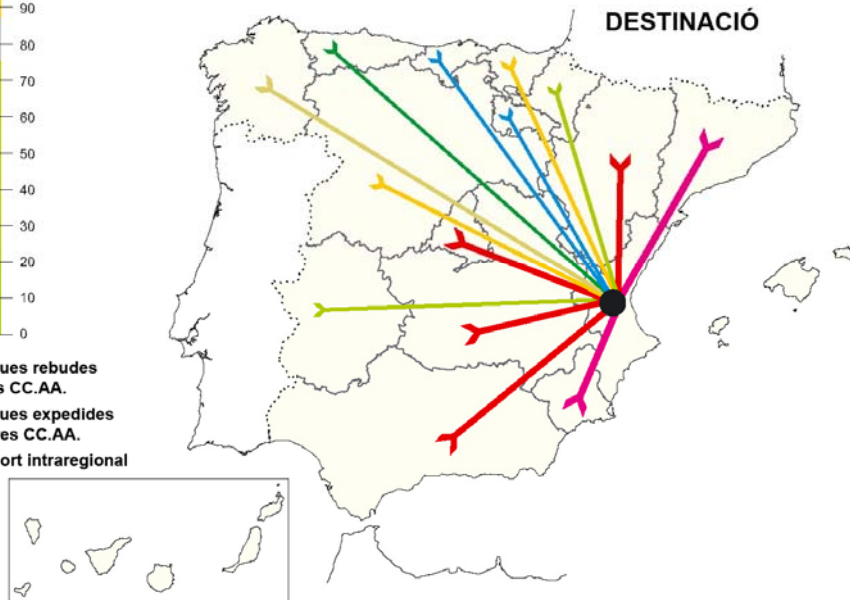 DESTINACIÓ
90
80
70
60
50
40
30
20
10
0
ues rebudes
s CC.AA.
ues expedides
res CC.AA.
ort intraregional